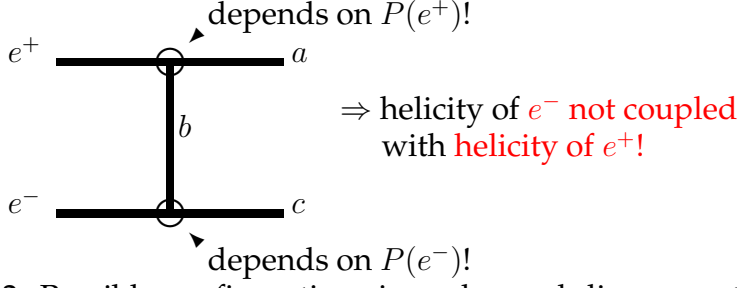 depends on P(e⁺)!
e⁺ a
⇒ helicity of e⁻ not coupled
b
with helicity of e⁺!
e⁻ c
depends on P(e⁻)!